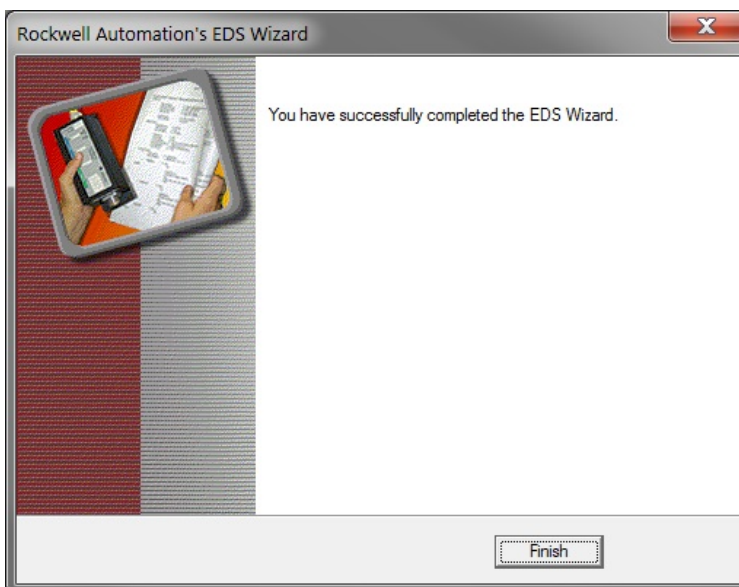 Rockwell Automation's EDS Wizard
You have successfully completed the EDS Wizard.
Finish